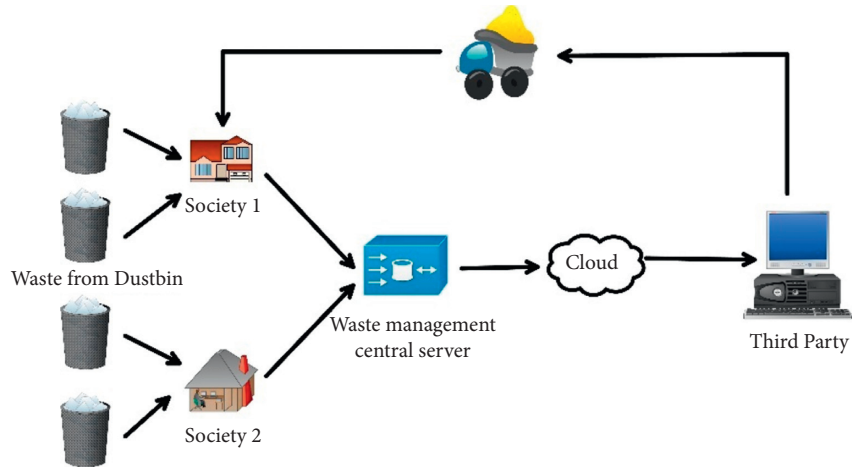 Society 1
Waste from Dustbin
Cloud
Waste management
central server
Third Party
Society 2